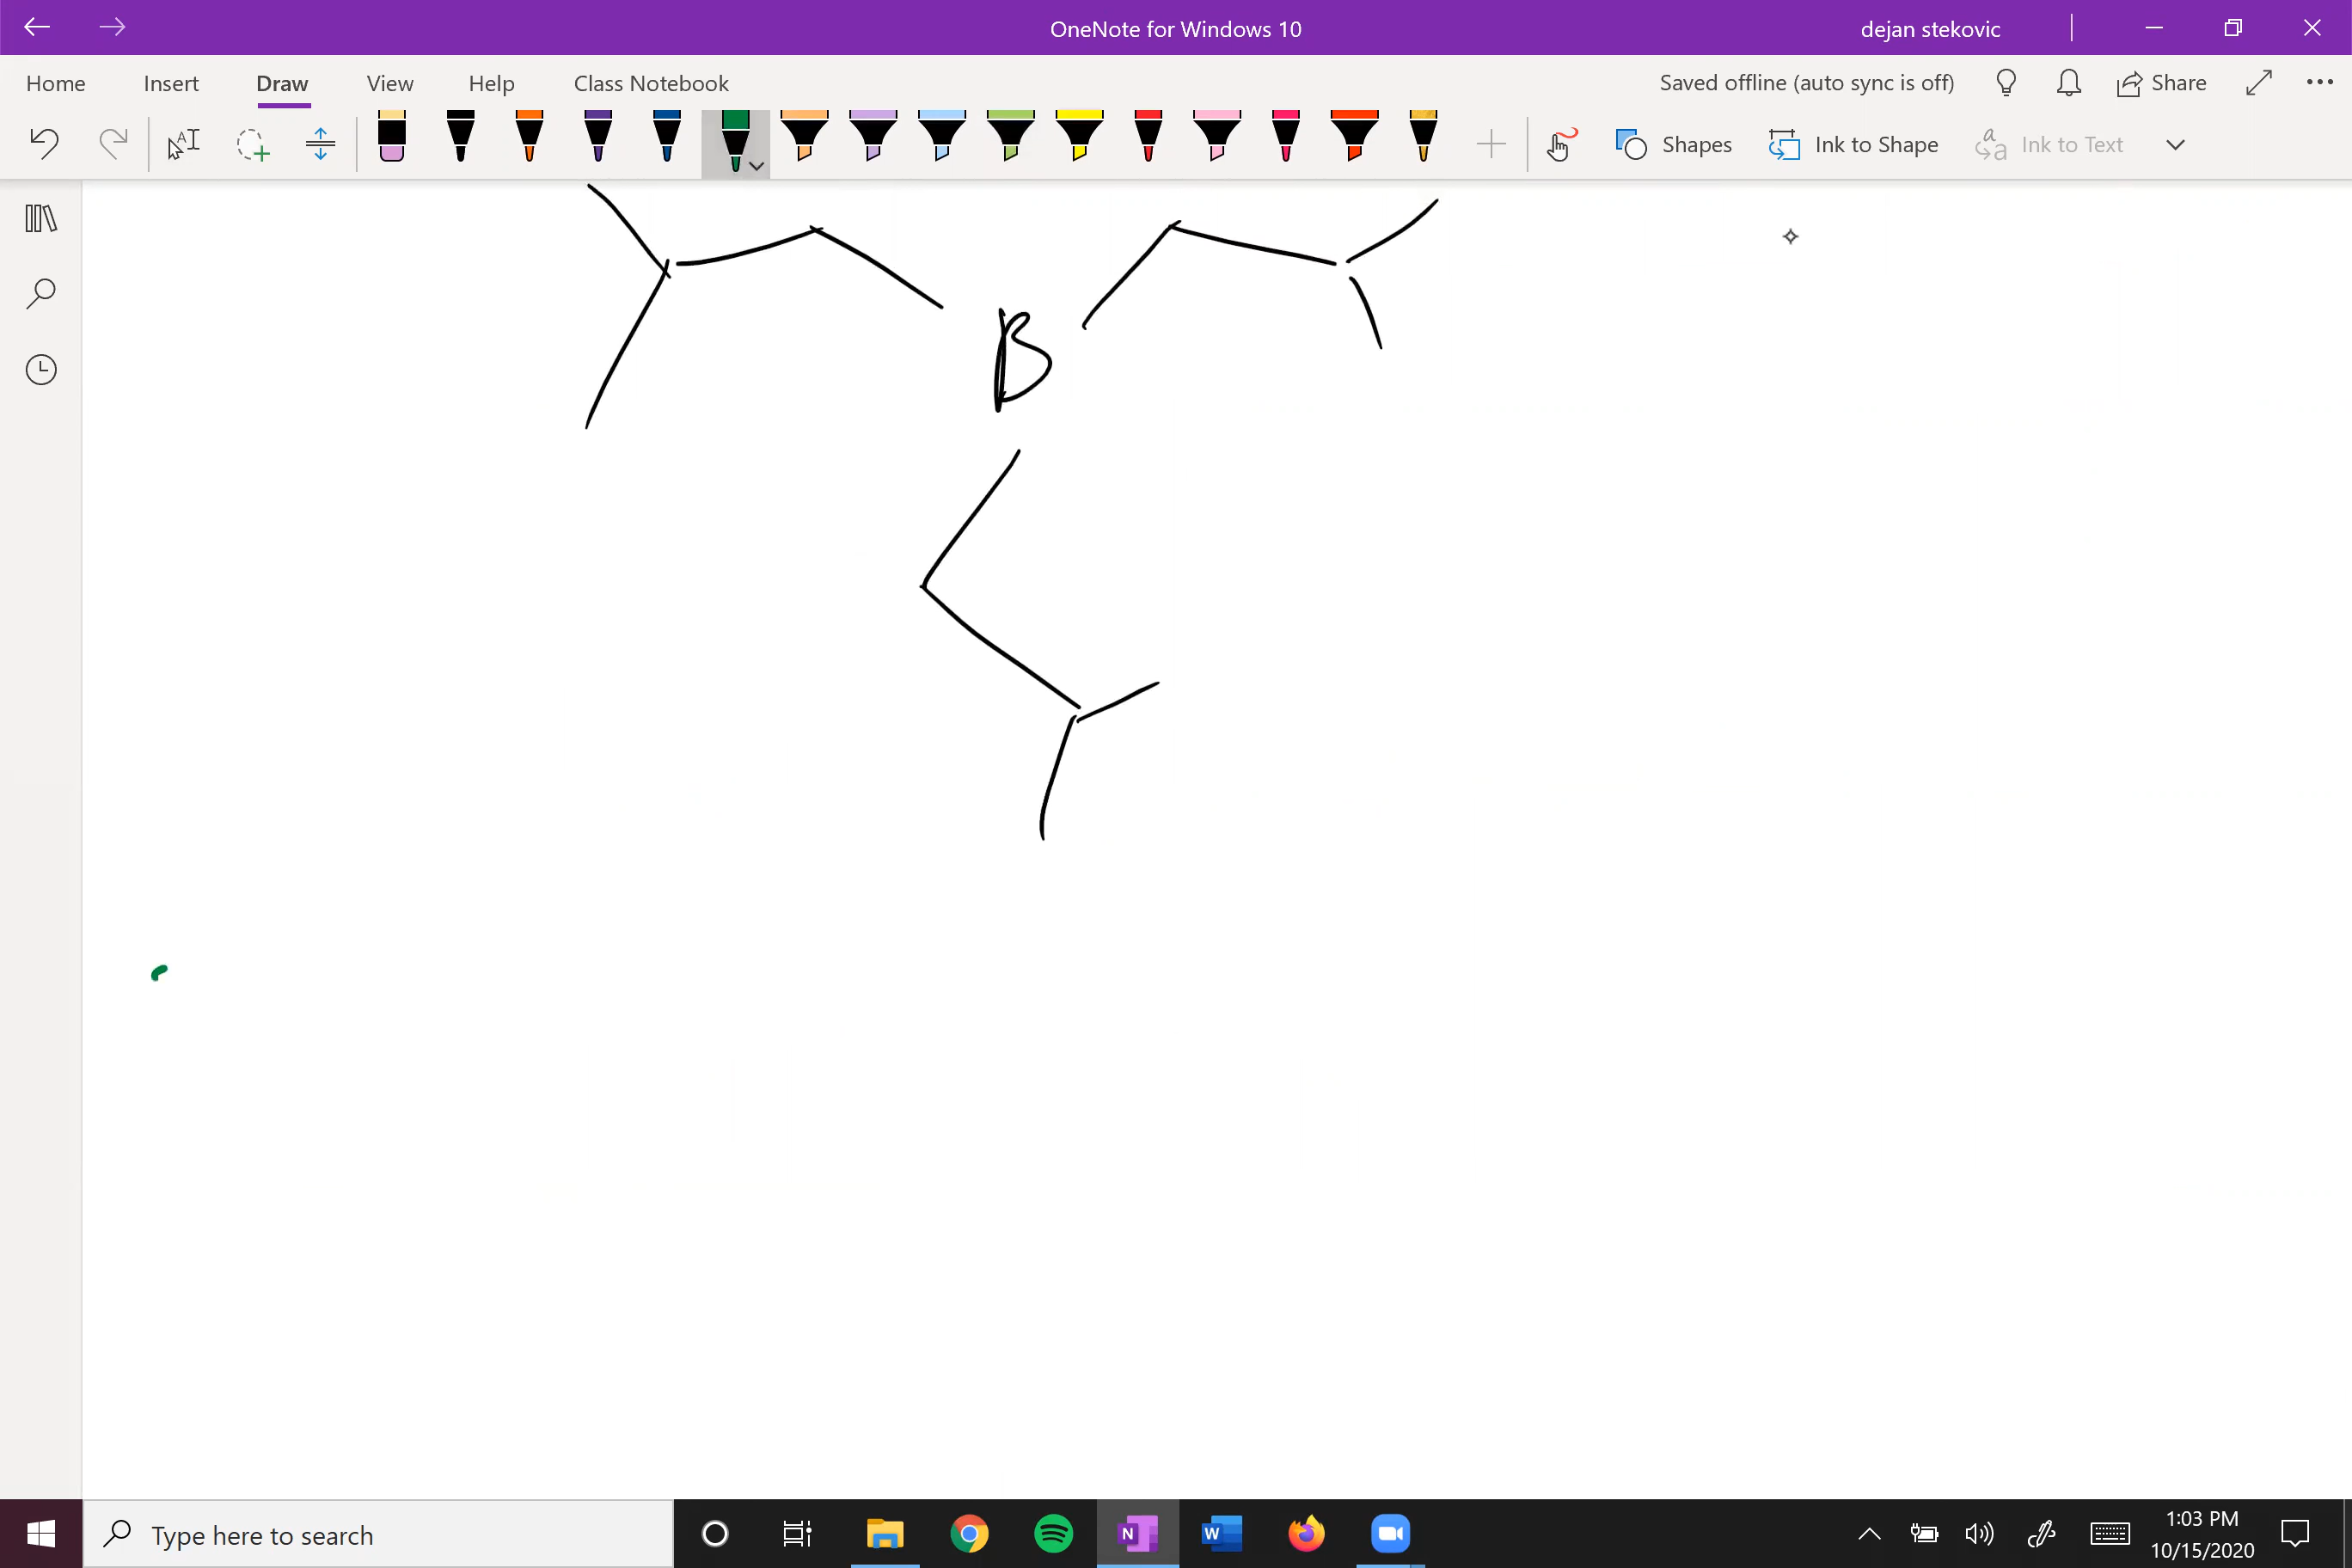 OneNote for Windows 10 dejan stekovic
Home Insert Draw View Help Class Notebook Saved offline (auto sync is off) Share
Shapes Ink to Shape Ink to Text
B
Type here to search N W 1:03 PM
10/15/2020